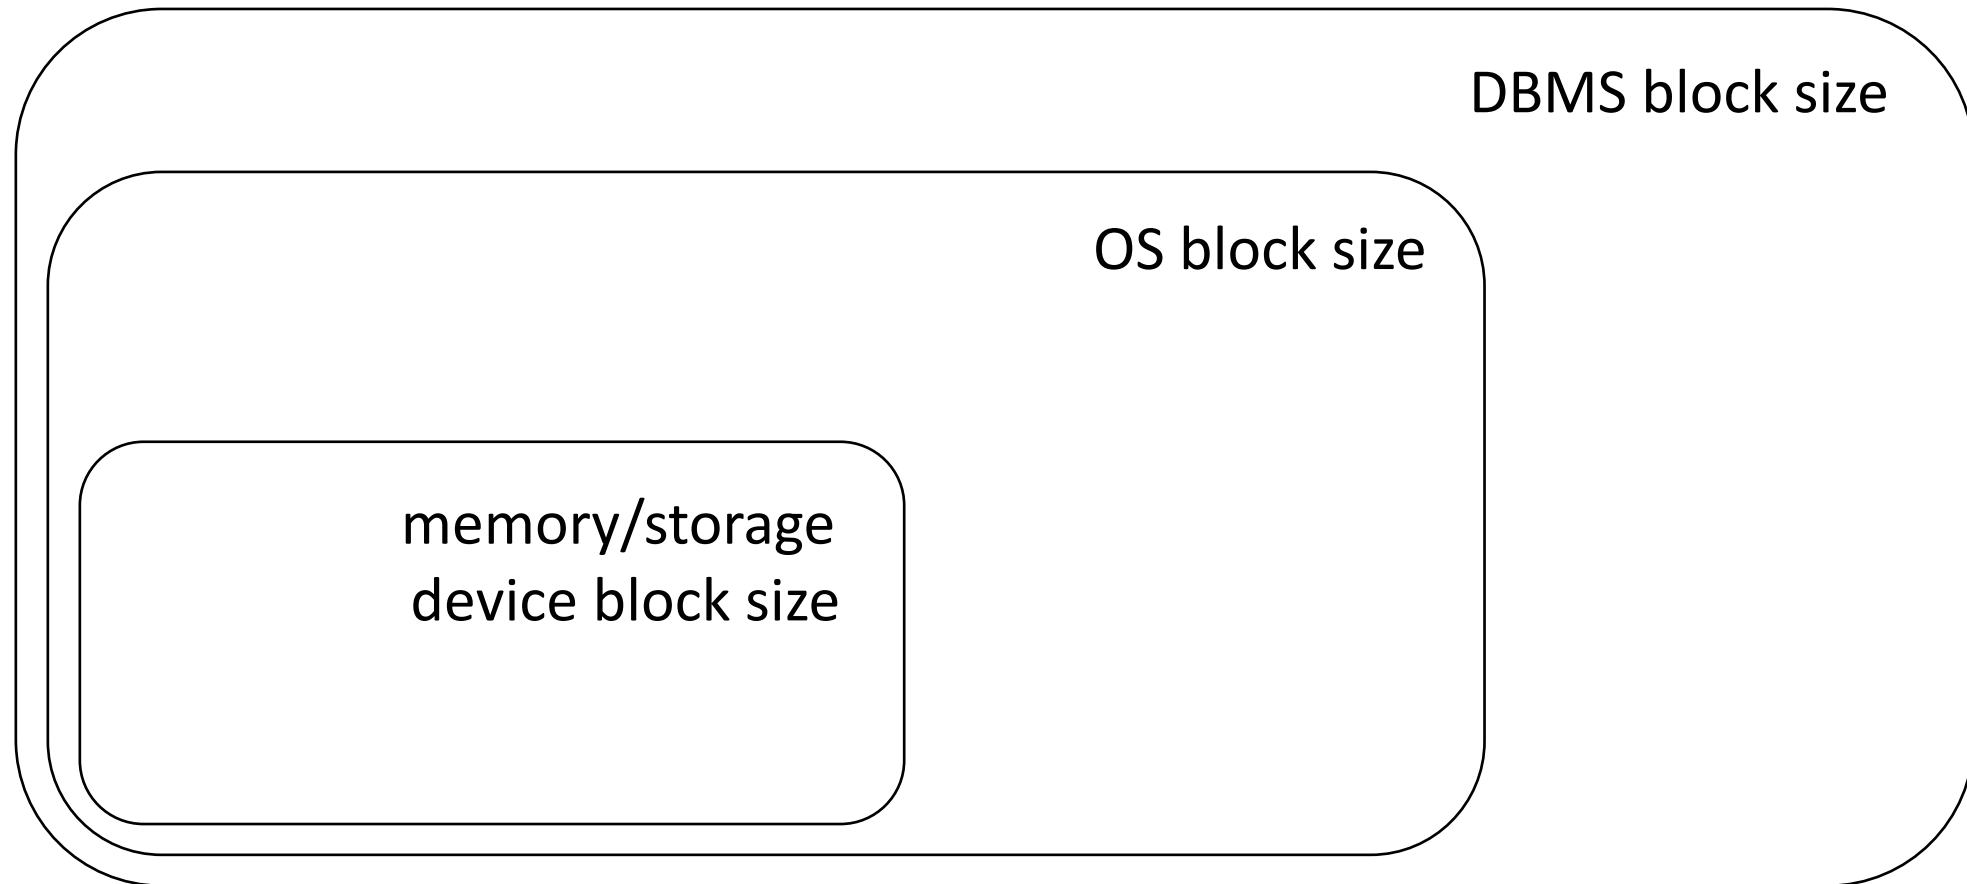 DBMS block size
OS block size
memory/storage
device block size